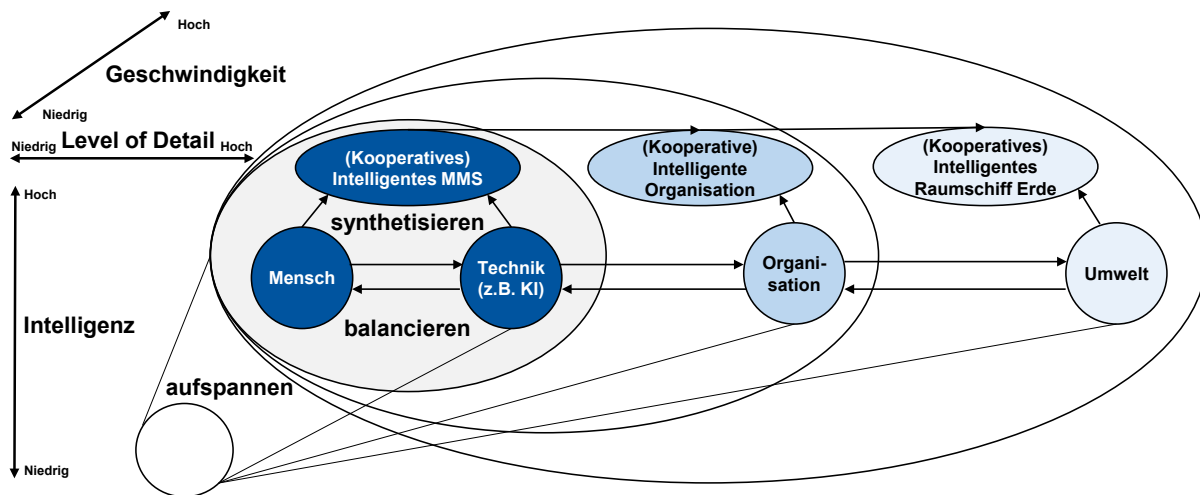 Hoch
Geschwindigkeit
Niedrig
Niedrig Level of Detail Hoch
Hoch
Intelligenz
Niedrig
(Kooperatives)
Intelligentes MMS
(Kooperative)
Intelligente
Organisation
(Kooperatives)
Intelligentes
Raumschiff Erde
synthetisieren
Mensch
Technik
(z.B. KI)
Organi-
sation
Umwelt
balancieren
aufspannen